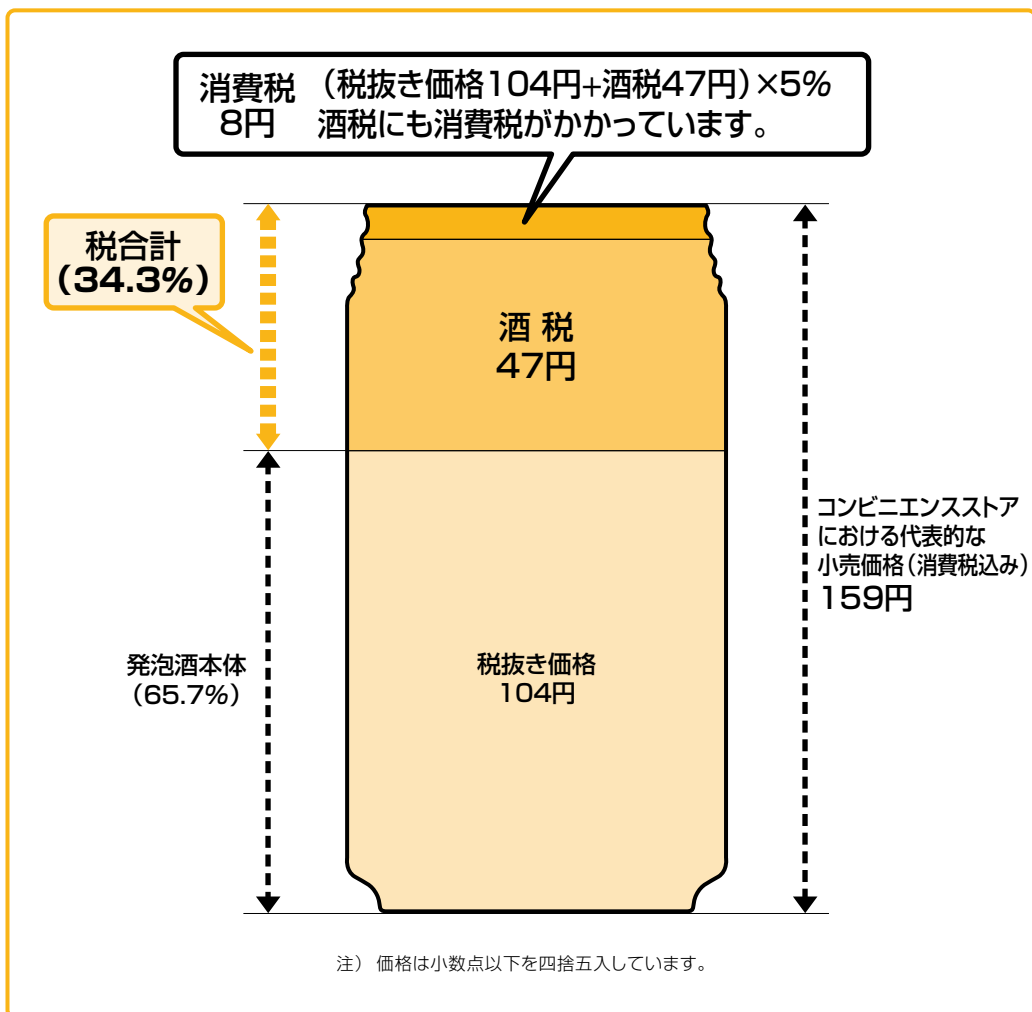 消費税 (税抜き価格104円+酒税47円)×5%
8円 酒税にも消費税がかかっています。
税合計
(34.3%)
酒 税
47円
コンビニエンスストア
における代表的な
小売価格(消費税込み)
159円
発泡酒本体
(65.7%)
税抜き価格
104円
注) 価格は小数点以下を四捨五入しています。